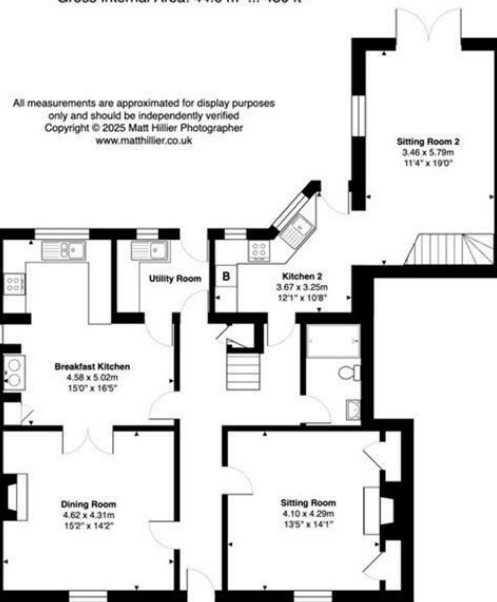 All measurements are approximated for display purposes
only and should be independently verified
Copyright © 2025 Matt Hillier Photographer
www.matthillier.co.uk
Sitting Room 2
3.46 x 5.79m
11'4" x 19'0"
B
Utility Room
Kitchen 2
3.67 x 3.25m
12'1" x 10'8"
Breakfast Kitchen
4.58 x 5.02m
15'0" x 16'5"
Dining Room
4.62 x 4.31m
15'2" x 14'2"
Sitting Room
4.10 x 4.29m
13'5" x 14'1"